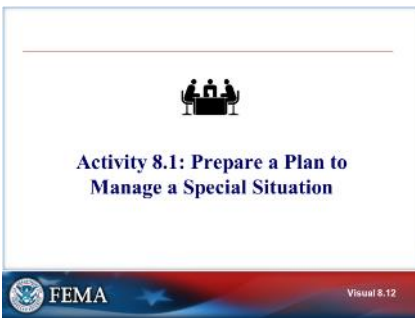 Activity 8.1: Prepare a Plan to
Manage a Special Situation
FEMA
Visual 8.12